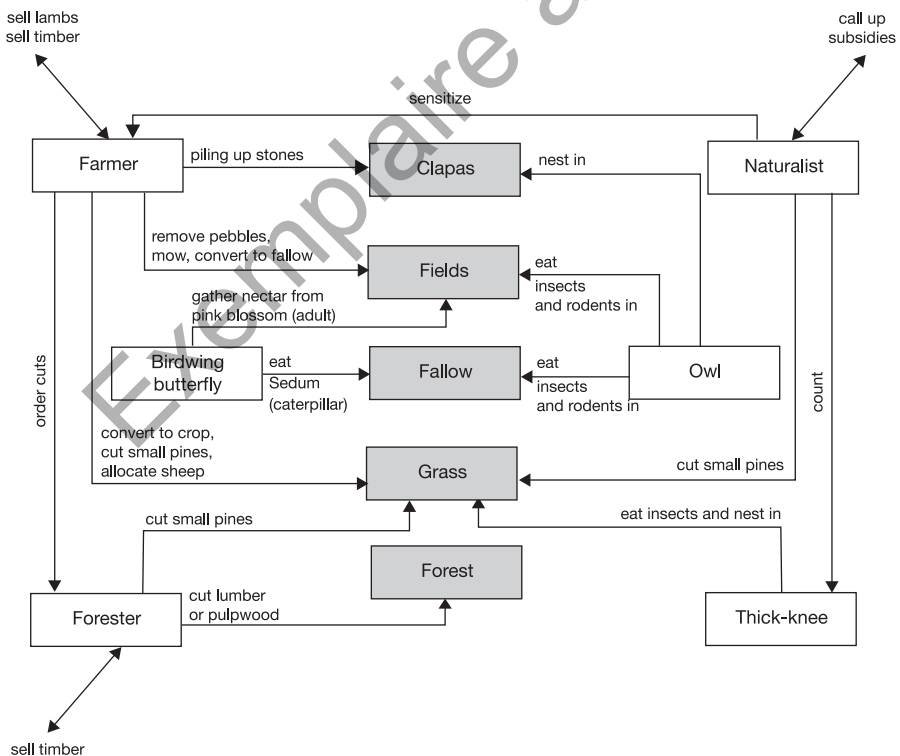 sell lambs
sell timber
call up
subsidies
sensitize
Farmer
piling up stones
Clapas
nest in
Naturalist
remove pebbles,
mow, convert to fallow
Fields
eat
insects
and rodents in
gather nectar from
pink blossom (adult)
Birdwing
butterfly
eat
Sedum
(caterpillar)
Fallow
eat
insects
and rodents in
Owl
order cuts
count
convert to crop,
cut small pines,
allocate sheep
Grass
cut small pines
cut small pines
eat insects and nest in
Forest
Forester
cut lumber
or pulpwood
Thick-knee
sell timber
Exemplaire